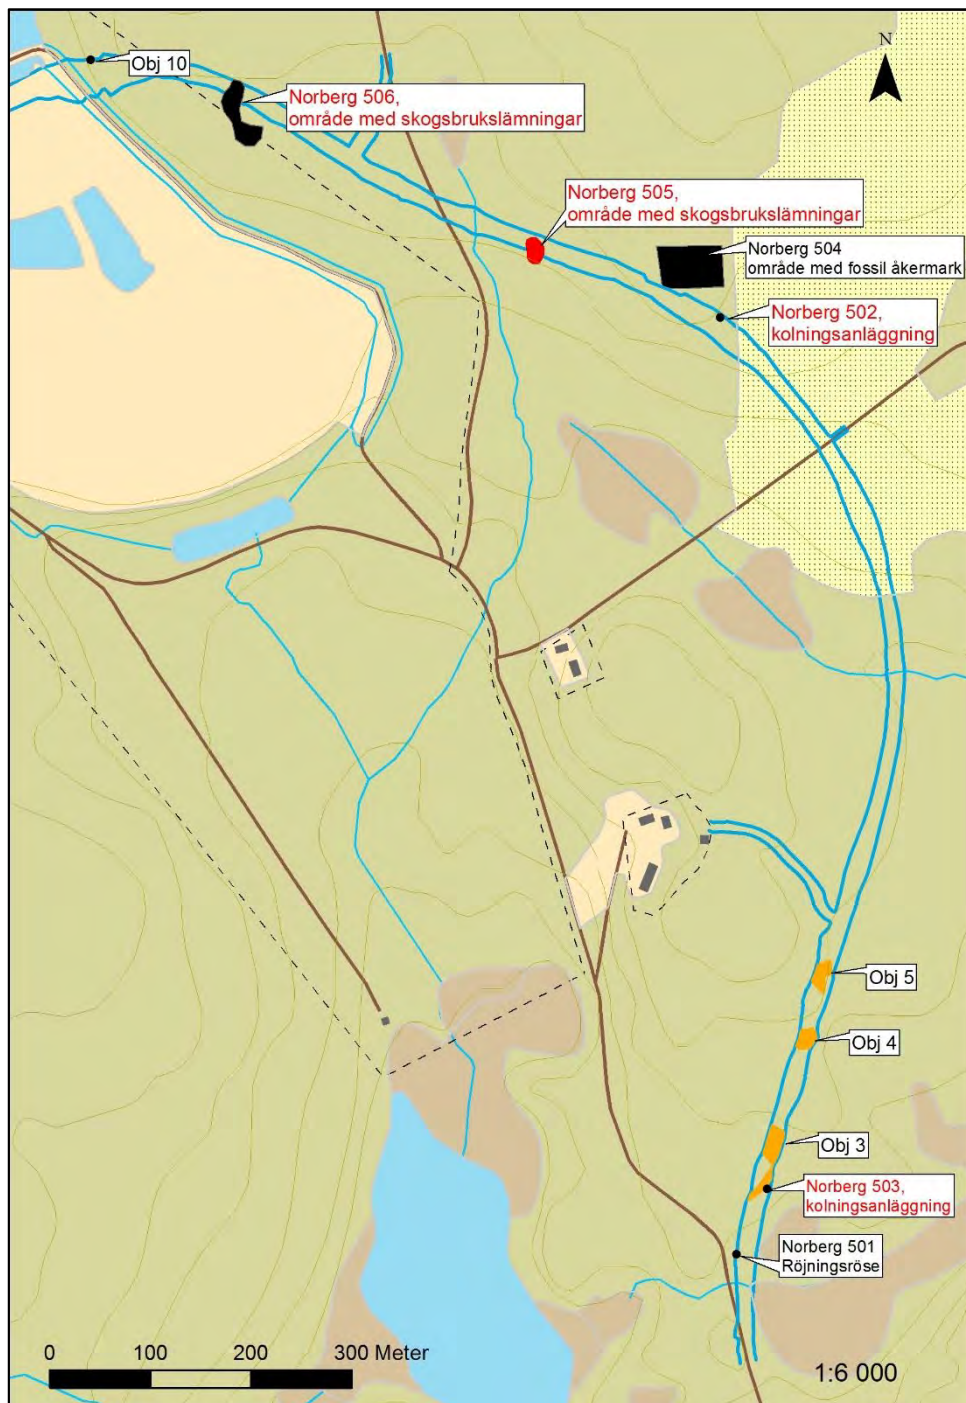 N
Obj 10
Norberg 506,
område med skogsbrukslämningar
Norberg 505,
område med skogsbrukslämningar
Norberg 504
område med fossil åkermark
Norberg 502,
kolningsanläggning
Obj 5
Obj 4
Obj 3
Norberg 503,
kolningsanläggning
Norberg 501
Röjningsröse
0 100 200 300 Meter
1:6 000